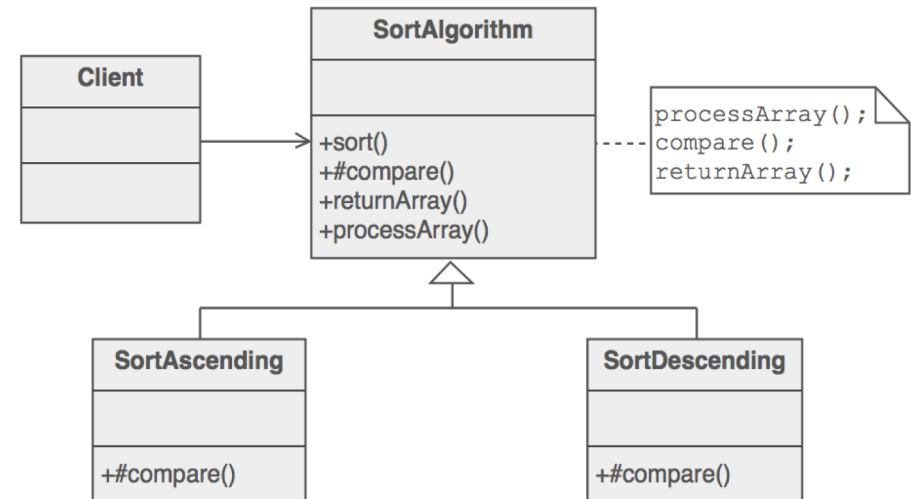 SortAlgorithm
Client
+sort()
+#compare()
+returnArray()
+processArray()
processArray();
compare();
returnArray();
SortAscending
+#compare()
SortDescending
+#compare()